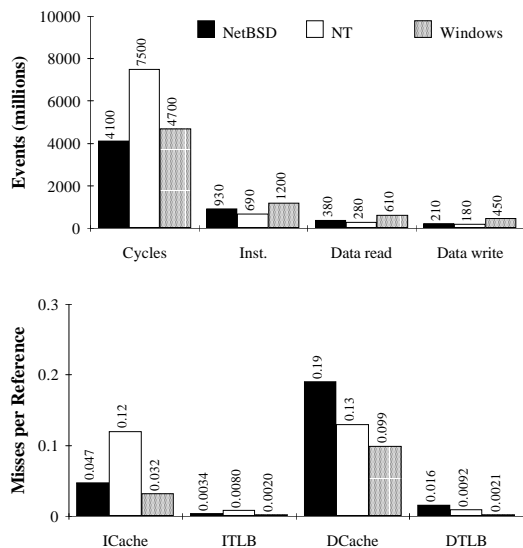 10000
8000
6000
4000
2000
0
Events (millions)
NetBSD
NT
Windows
4100
7500
4700
930
690
1200
380
280
610
210
180
450
Cycles
Inst.
Data read
Data write
0.3
0.2
0.1
0
Misses per Reference
0.047
0.12
0.032
0.0034
0.0080
0.0020
0.19
0.13
0.099
0.016
0.0092
0.0021
ICache
ITLB
DCache
DTLB